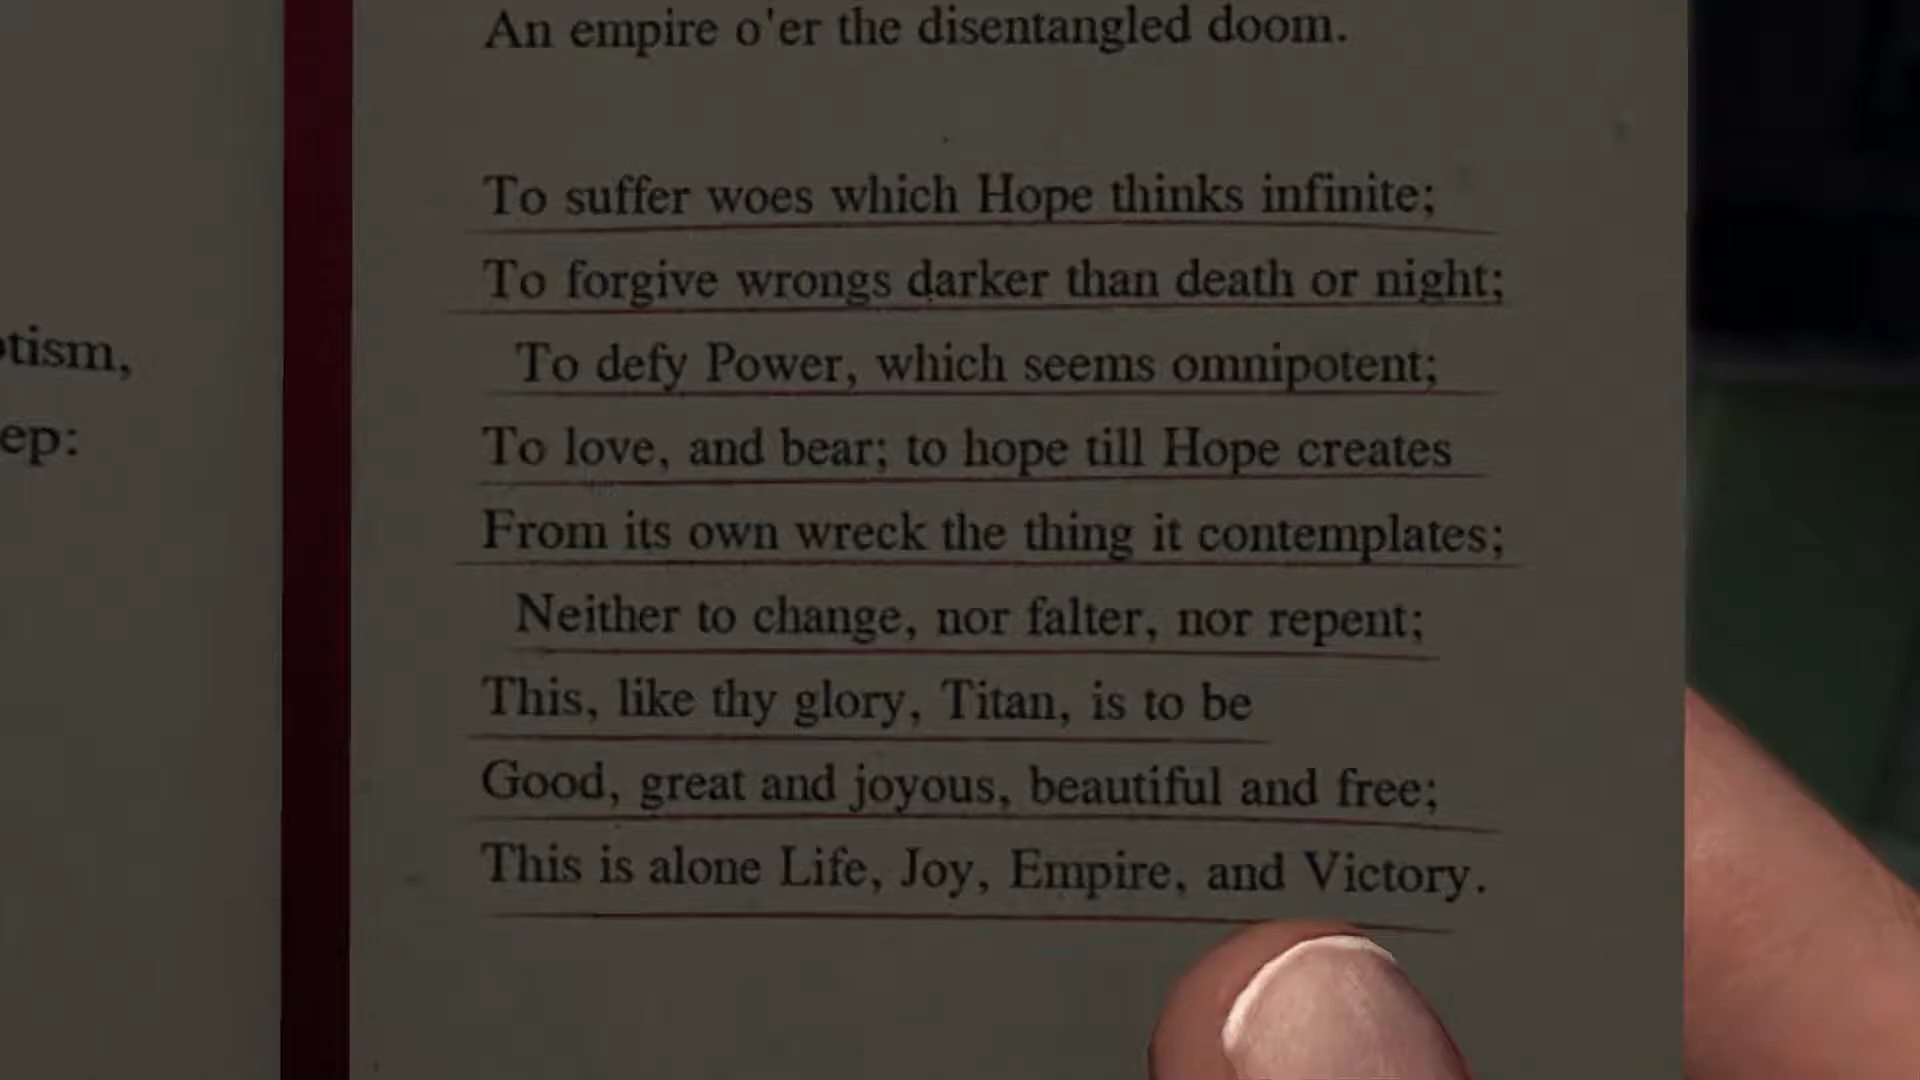 An empire o'er the disentangled doom.
To suffer woes which Hope thinks infinite;
To forgive wrongs darker than death or night;
To defy Power, which seems omnipotent;
To love, and bear; to hope till Hope creates
From its own wreck the thing it contemplates;
Neither to change, nor falter, nor repent;
This, like thy glory, Titan, is to be
Good, great and joyous, beautiful and free;
This is alone Life, Joy, Empire, and Victory.